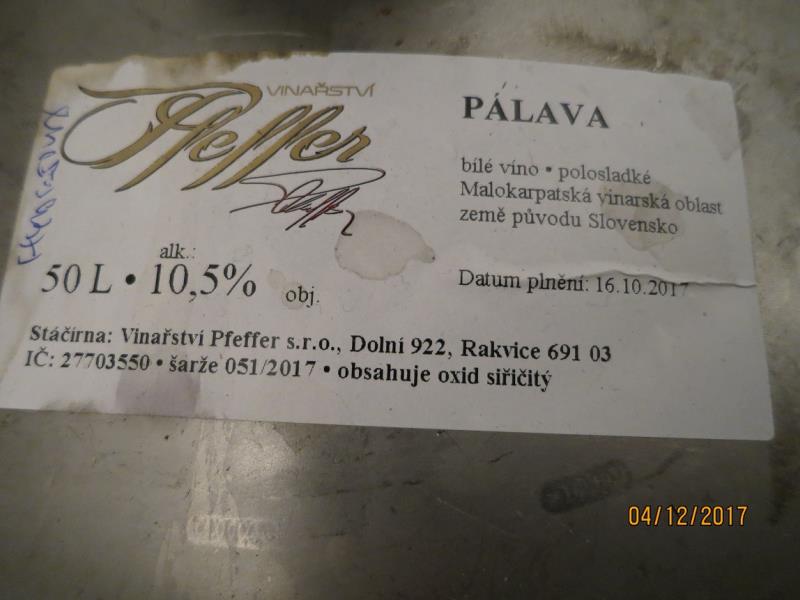 VINAŘSTVÍ
Pfeffer
PÁLAVA
bílé víno • polosladké
Malokarpatská vinarská oblast
země původu Slovensko
alk.:
50 L • 10,5% obj.
Datum plnění: 16.10.2017
Stáčírna: Vinařství Pfeffer s.r.o., Dolní 922, Rakvice 691 03
IČ: 27703550 • šarže 051/2017 • obsahuje oxid siřičitý
04/12/2017